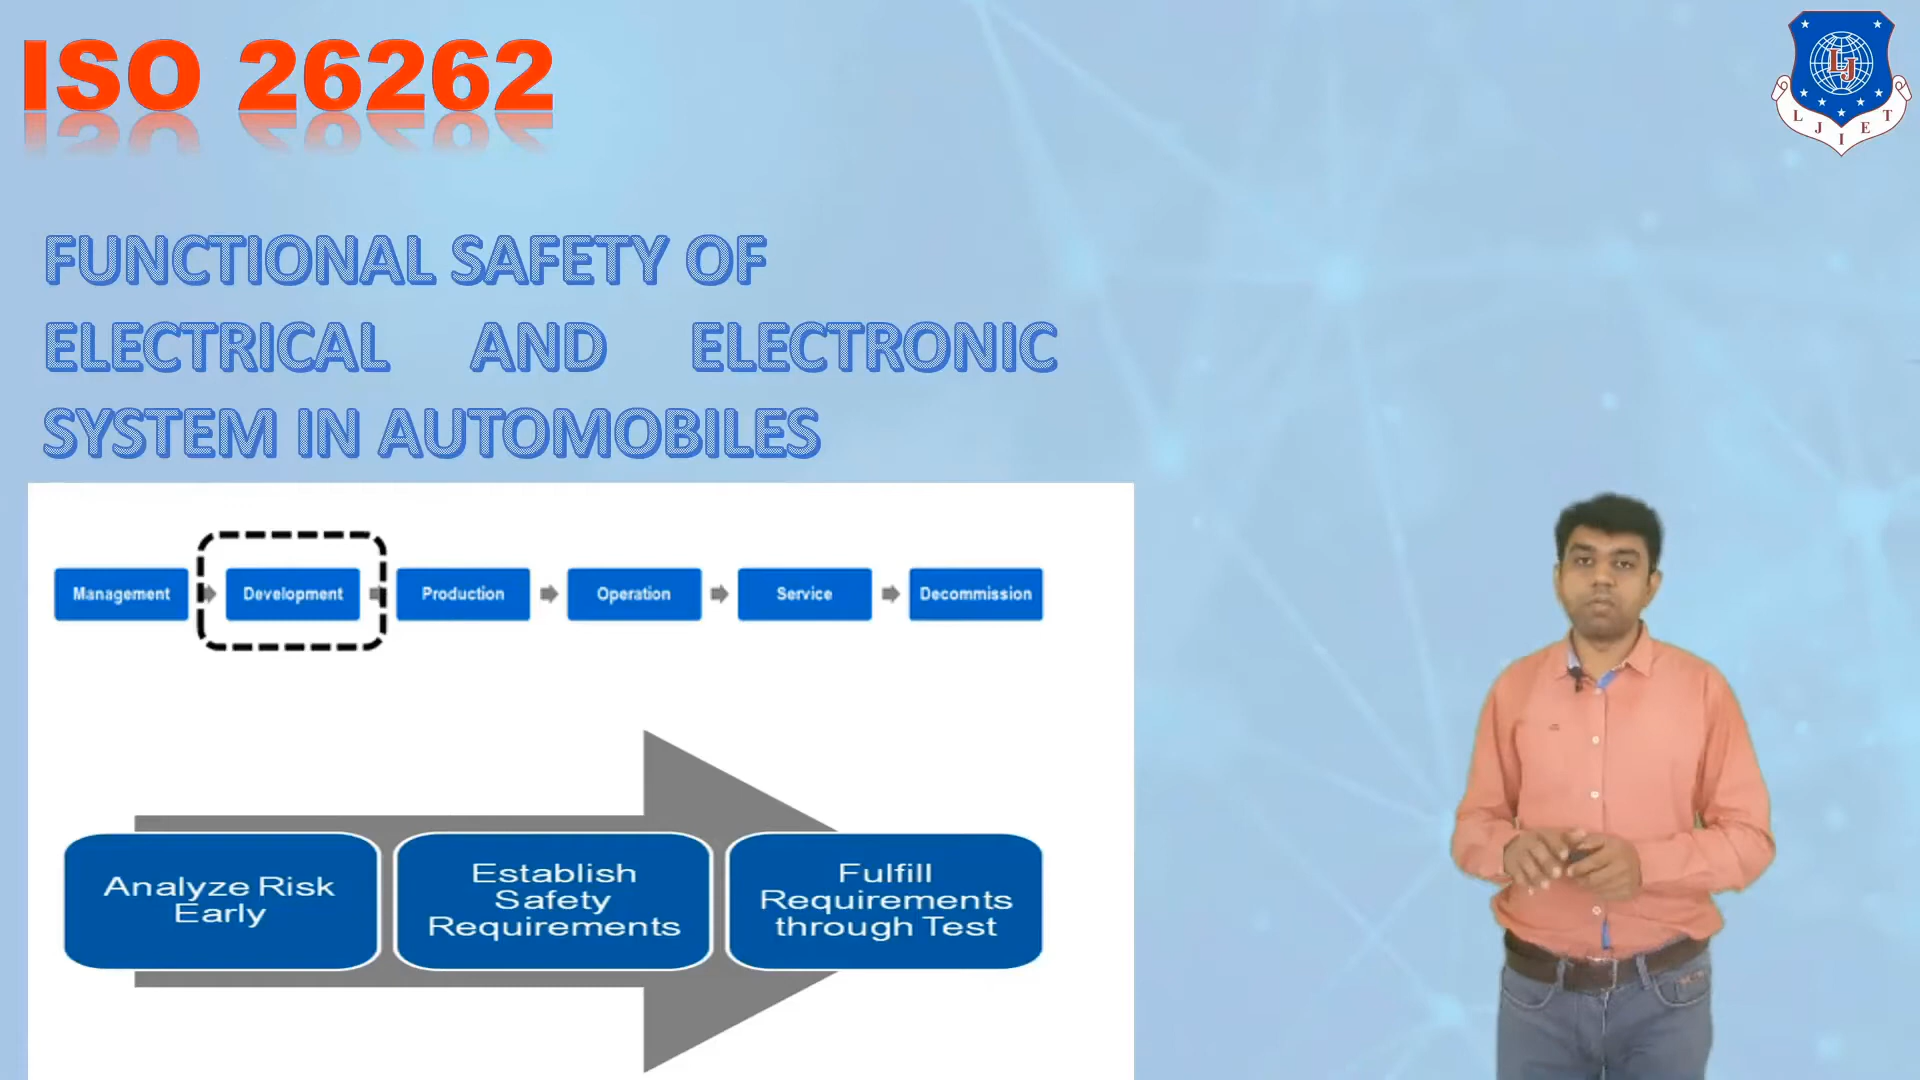 ISO 26262
L J I E T
LJ
FUNCTIONAL SAFETY OF
ELECTRICAL AND ELECTRONIC
SYSTEM IN AUTOMOBILES
Management Development Production Operation Service Decommission
Analyze Risk
Early
Establish
Safety
Requirements
Fulfill
Requirements
through Test